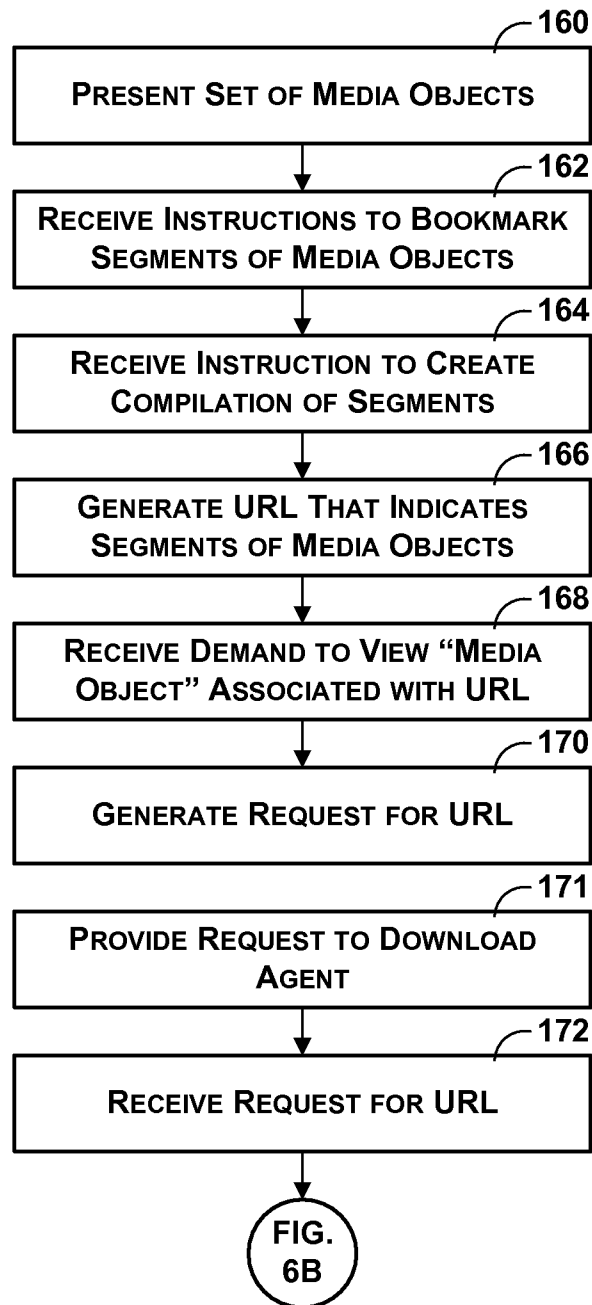 160
PRESENT SET OF MEDIA OBJECTS
162
RECEIVE INSTRUCTIONS TO BOOKMARK
SEGMENTS OF MEDIA OBJECTS
164
RECEIVE INSTRUCTION TO CREATE
COMPILATION OF SEGMENTS
166
GENERATE URL THAT INDICATES
SEGMENTS OF MEDIA OBJECTS
168
RECEIVE DEMAND TO VIEW “MEDIA
OBJECT” ASSOCIATED WITH URL
170
GENERATE REQUEST FOR URL
171
PROVIDE REQUEST TO DOWNLOAD
AGENT
172
RECEIVE REQUEST FOR URL
FIG.
6B